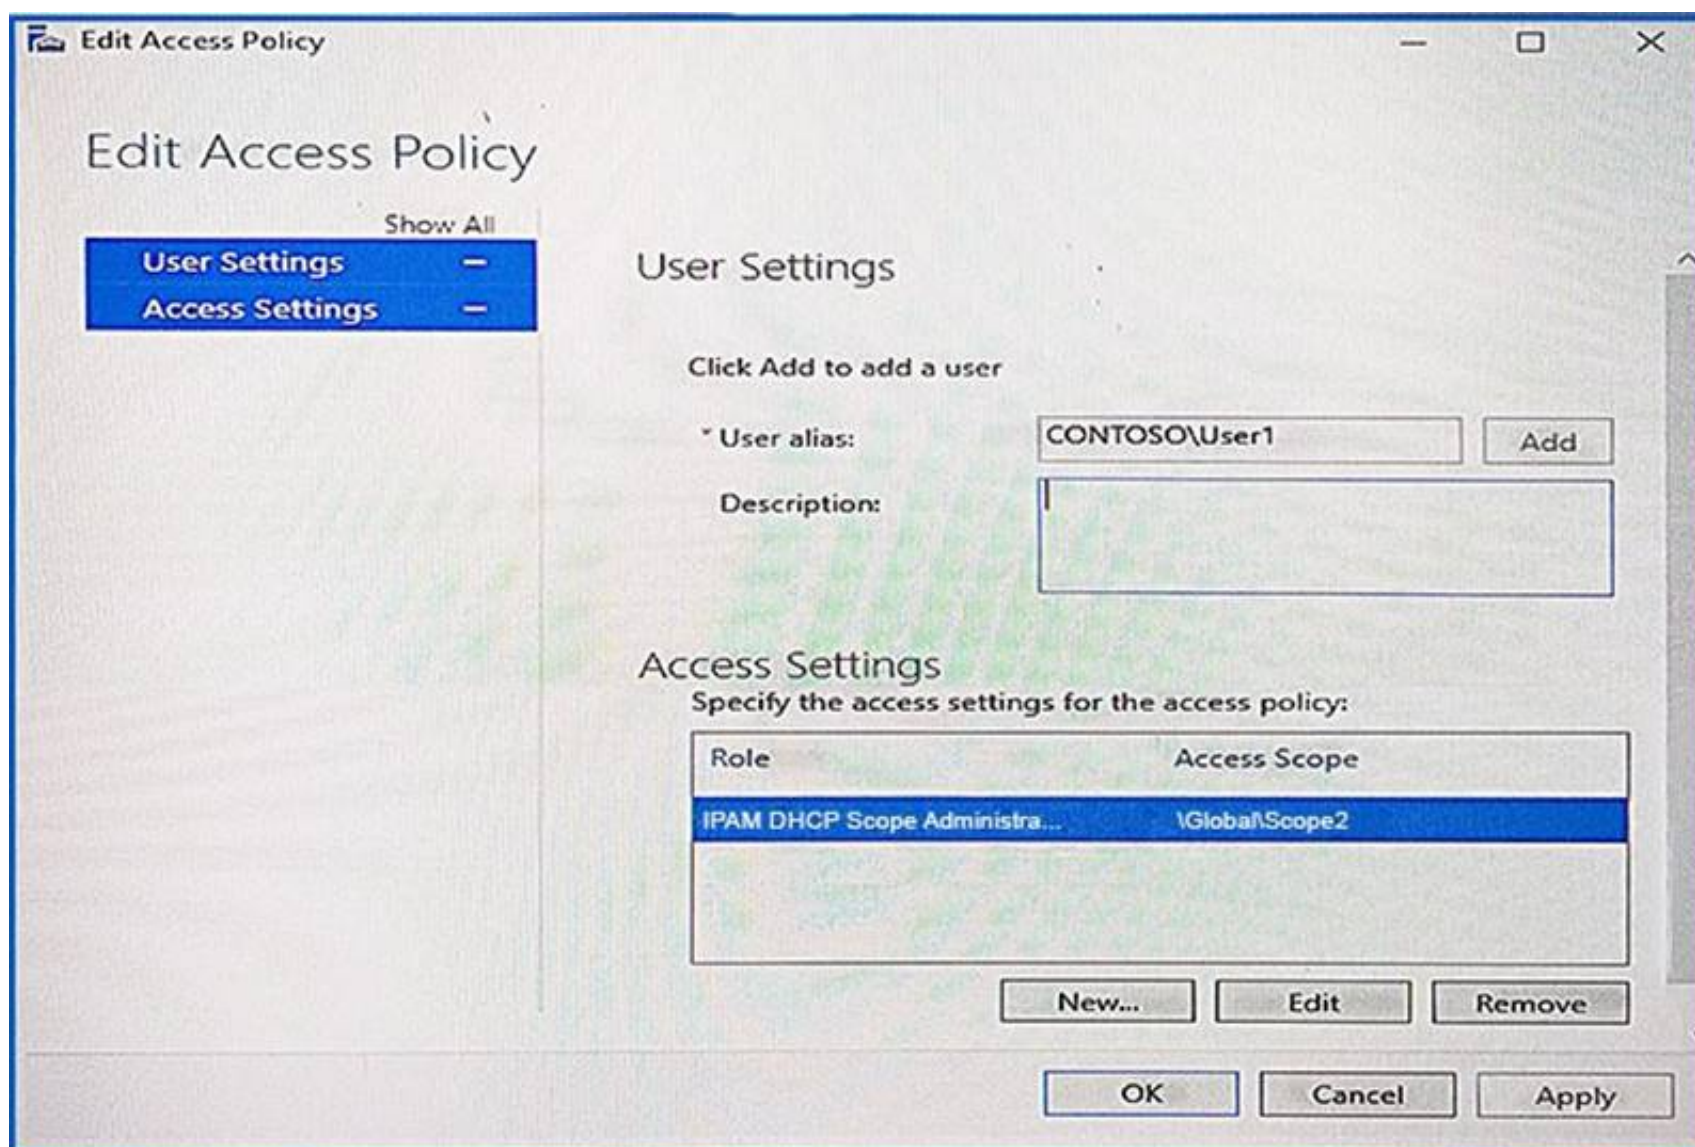 Edit Access Policy
Edit Access Policy
Show All
User Settings
Access Settings
User Settings
Click Add to add a user
* User alias: CONTOSO\User1 Add
Description:
Access Settings
Specify the access settings for the access policy:
Role Access Scope
IPAM DHCP Scope Administra... \Global\Scope2
New... Edit Remove
OK Cancel Apply